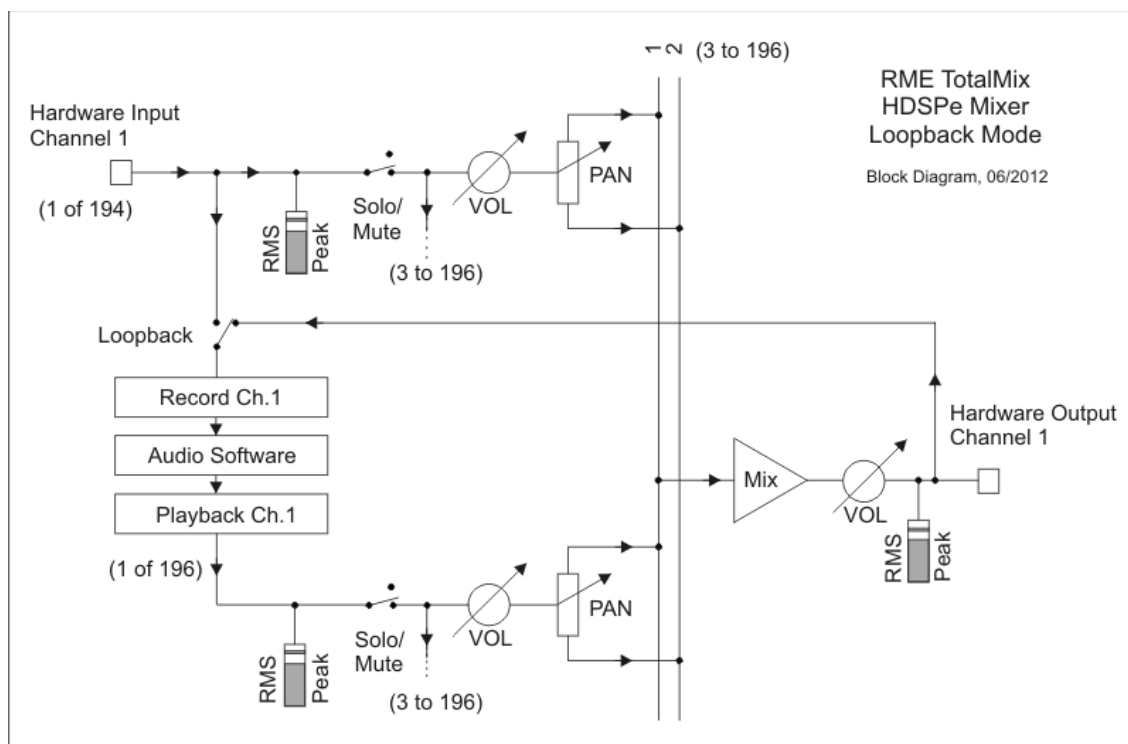 1
2
(3 to 196)
RME TotalMix
HDSPe Mixer
Loopback Mode
Block Diagram, 06/2012
Hardware Input
Channel 1
(1 of 194)
RMS
Peak
Solo/
Mute
VOL
PAN
(3 to 196)
Loopback
Record Ch.1
Audio Software
Playback Ch.1
(1 of 196)
Hardware Output
Channel 1
Mix
VOL
RMS
Peak
RMS
Peak
Solo/
Mute
VOL
PAN
(3 to 196)